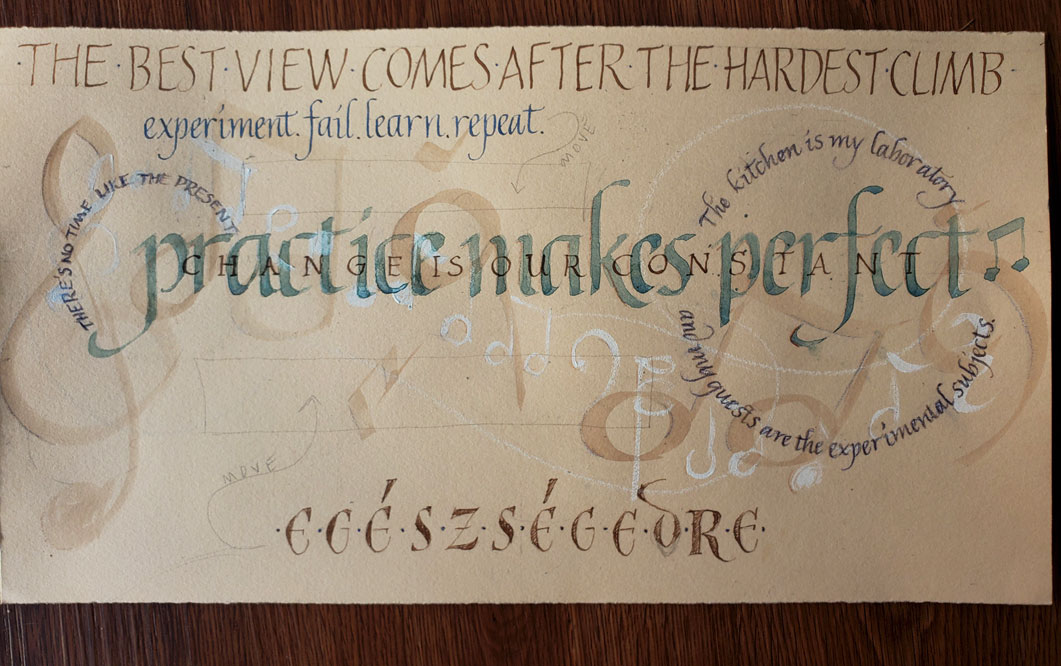 ·THE·BEST·VIEW·COMES·AFTER·THE·HARDEST·CLIMB·
experiment.fail.learn.repeat.
MOVE
THERE'S NO TIME LIKE THE PRESENT
The kitchen is my laboratory
practice makes perfect
CHANGE IS OUR CONSTANT
and my guests are the experimental subjects.
MOVE
·E·G·É·S·Z·S·É·G·E·D·R·E·